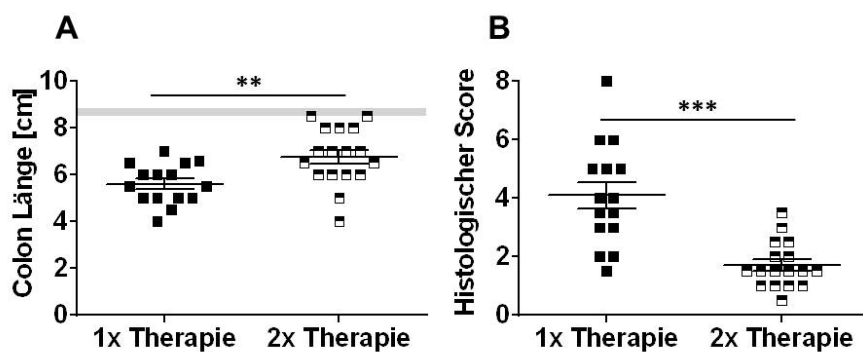 A
Colon Länge [cm]
10
8
6
4
2
0
**
1x Therapie
2x Therapie
B
Histologischer Score
8
6
4
2
0
***
1x Therapie
2x Therapie